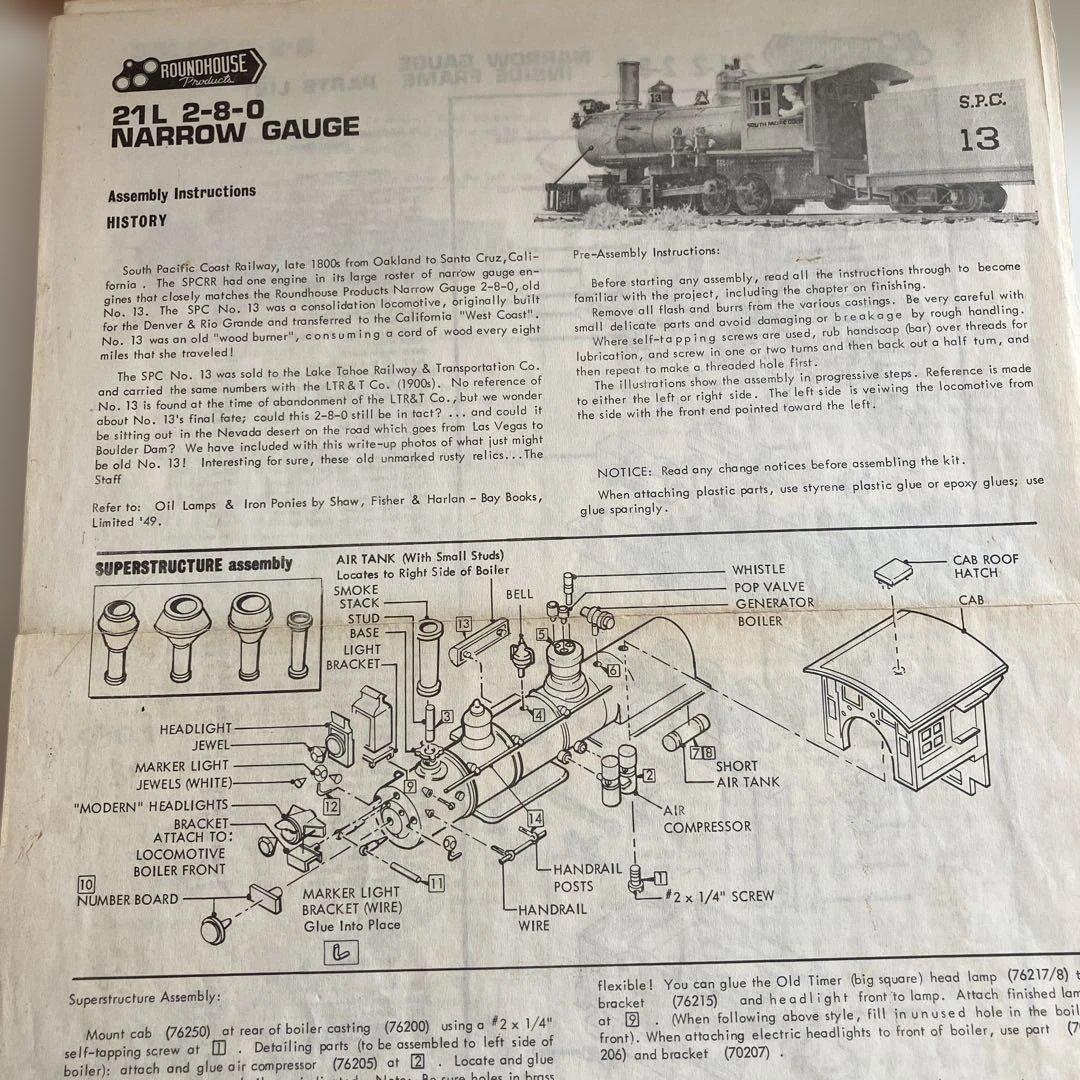 ROUNDHOUSE
Products
21L 2-8-0
NARROW GAUGE
Assembly Instructions
HISTORY
South Pacific Coast Railway, late 1800s from Oakland to Santa Cruz, Cali-
fornia . The SPCRR had one engine in its large roster of narrow gauge en-
gines that closely matches the Roundhouse Products Narrow Gauge 2-8-0, old
No. 13. The SPC No. 13 was a consolidation locomotive, originally built
for the Denver & Rio Grande and transferred to the California "West Coast".
No. 13 was an old "wood burner", consuming a cord of wood every eight
miles that she traveled!
The SPC No. 13 was sold to the Lake Tahoe Railway & Transportation Co.
and carried the same numbers with the LTR&T Co. (1900s). No reference of
No. 13 is found at the time of abandonment of the LTR&T Co., but we wonder
about No. 13's final fate; could this 2-8-0 still be in tact? ... and could it
be sitting out in the Nevada desert on the road which goes from Las Vegas to
Boulder Dam? We have included with this write-up photos of what just might
be old No. 13! Interesting for sure, these old unmarked rusty relics...The
Staff
Refer to: Oil Lamps & Iron Ponies by Shaw, Fisher & Harlan - Bay Books,
Limited '49.
13
SOUTH PACIFIC COAST
S.P.C.
13
Pre-Assembly Instructions:
Before starting any assembly, read all the instructions through to become
familiar with the project, including the chapter on finishing.
Remove all flash and burrs from the various castings. Be very careful with
small delicate parts and avoid damaging or breakage by rough handling.
Where self-tapping screws are used, rub handsoap (bar) over threads for
lubrication, and screw in one or two turns and then back out a half turn, and
then repeat to make a threaded hole first.
The illustrations show the assembly in progressive steps. Reference is made
to either the left or right side. The left side is veiwing the locomotive from
the side with the front end pointed toward the left.
NOTICE: Read any change notices before assembling the kit.
When attaching plastic parts, use styrene plastic glue or epoxy glues; use
glue sparingly.
SUPERSTRUCTURE assembly
AIR TANK (With Small Studs)
Locates to Right Side of Boiler
SMOKE
STACK
STUD
BASE
LIGHT
BRACKET
13
BELL
WHISTLE
POP VALVE
GENERATOR
BOILER
CAB ROOF
HATCH
CAB
5
6
3
4
HEADLIGHT
JEWEL
MARKER LIGHT
JEWELS (WHITE)
12
9
2
7 8
SHORT
AIR TANK
"MODERN" HEADLIGHTS
BRACKET
ATTACH TO:
LOCOMOTIVE
BOILER FRONT
14
AIR
COMPRESSOR
10
NUMBER BOARD
MARKER LIGHT
BRACKET (WIRE)
Glue Into Place
11
HANDRAIL
POSTS
HANDRAIL
WIRE
1
#2 x 1/4" SCREW
Superstructure Assembly:
Mount cab (76250) at rear of boiler casting (76200) using a #2 x 1/4"
self-tapping screw at 1 . Detailing parts (to be assembled to left side of
boiler): attach and glue air compressor (76205) at 2 . Locate and glue
flexible! You can glue the Old Timer (big square) head lamp (76217/8) t
bracket (76215) and headlight front to lamp. Attach finished lam
at 9 . (When following above style, fill in unused hole in the boil
front). When attaching electric headlights to front of boiler, use part (7
206) and bracket (70207) .